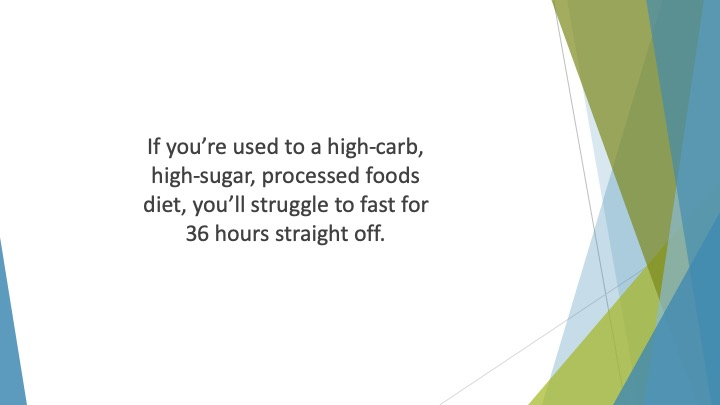 If you’re used to a high-carb,
high-sugar, processed foods
diet, you’ll struggle to fast for
36 hours straight off.